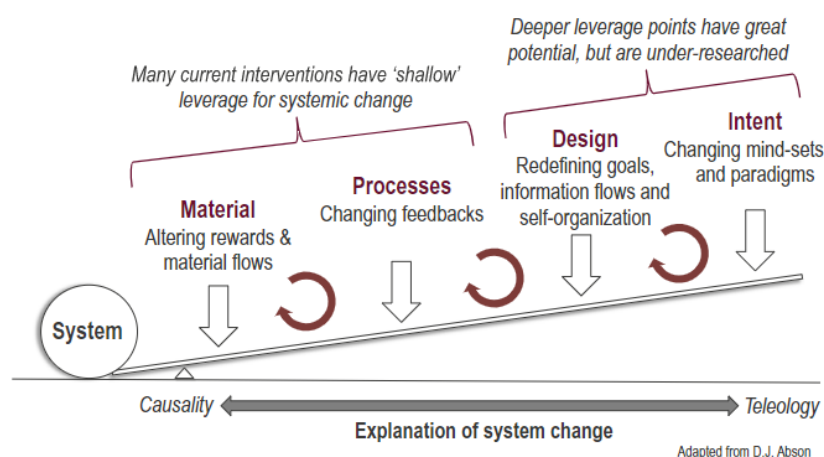 Many current interventions have ‘shallow’
leverage for systemic change
Deeper leverage points have great
potential, but are under-researched
Material
Altering rewards &
material flows
Processes
Changing feedbacks
Design
Redefining goals,
information flows and
self-organization
Intent
Changing mind-sets
and paradigms
System
Causality
Teleology
Explanation of system change
Adapted from D.J. Abson